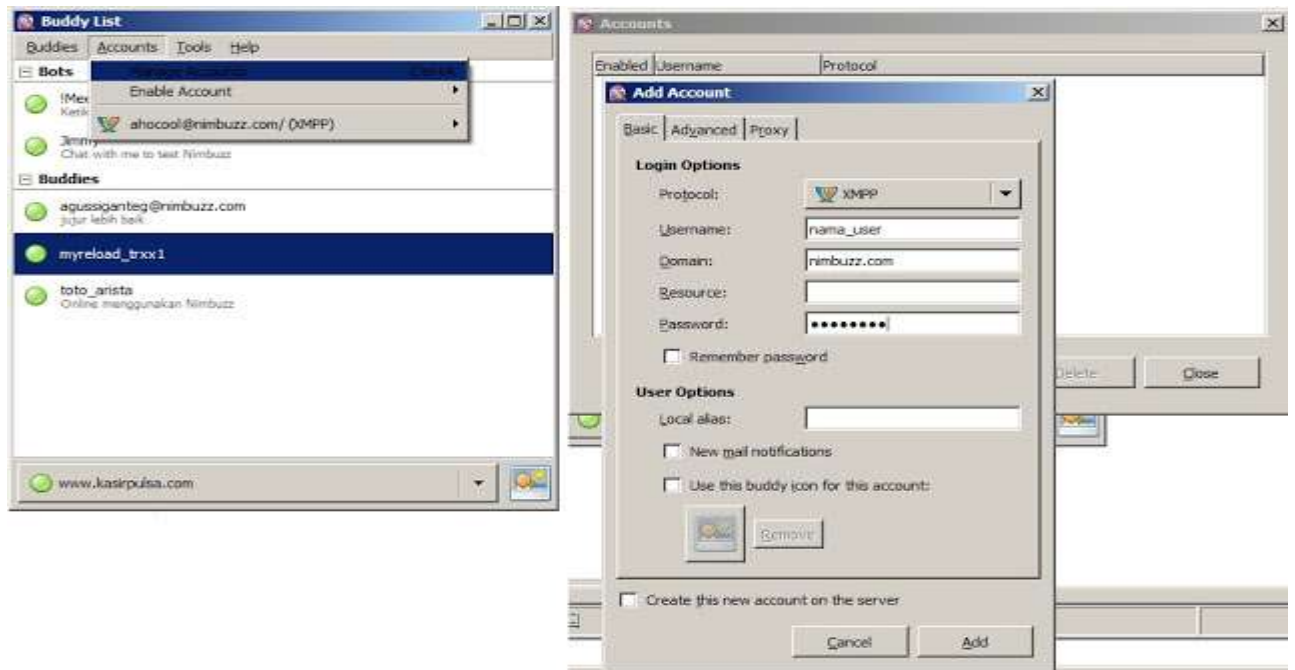 Buddy List
Buddies Accounts Tools Help
Bots
Manage Accounts
Enable Account
ahocool@nimbuzz.com/ (XMPP)
Jimmy
Chat with me to test Nimbuzz
Buddies
agussiganteg@nimbuzz.com
jujur lebih baik
myreload_trxx1
toto_arista
Online menggunakan Nimbuzz
www.kasirpulsa.com
Accounts
Enabled Username Protocol
Add Account
Basic Advanced Proxy
Login Options
Protocol: XMPP
Username: nama_user
Domain: nimbuzz.com
Resource:
Password: ●●●●●●●●
Remember password
User Options
Local alias:
New mail notifications
Use this buddy icon for this account:
Remove
Create this new account on the server
Cancel Add
Delete Close